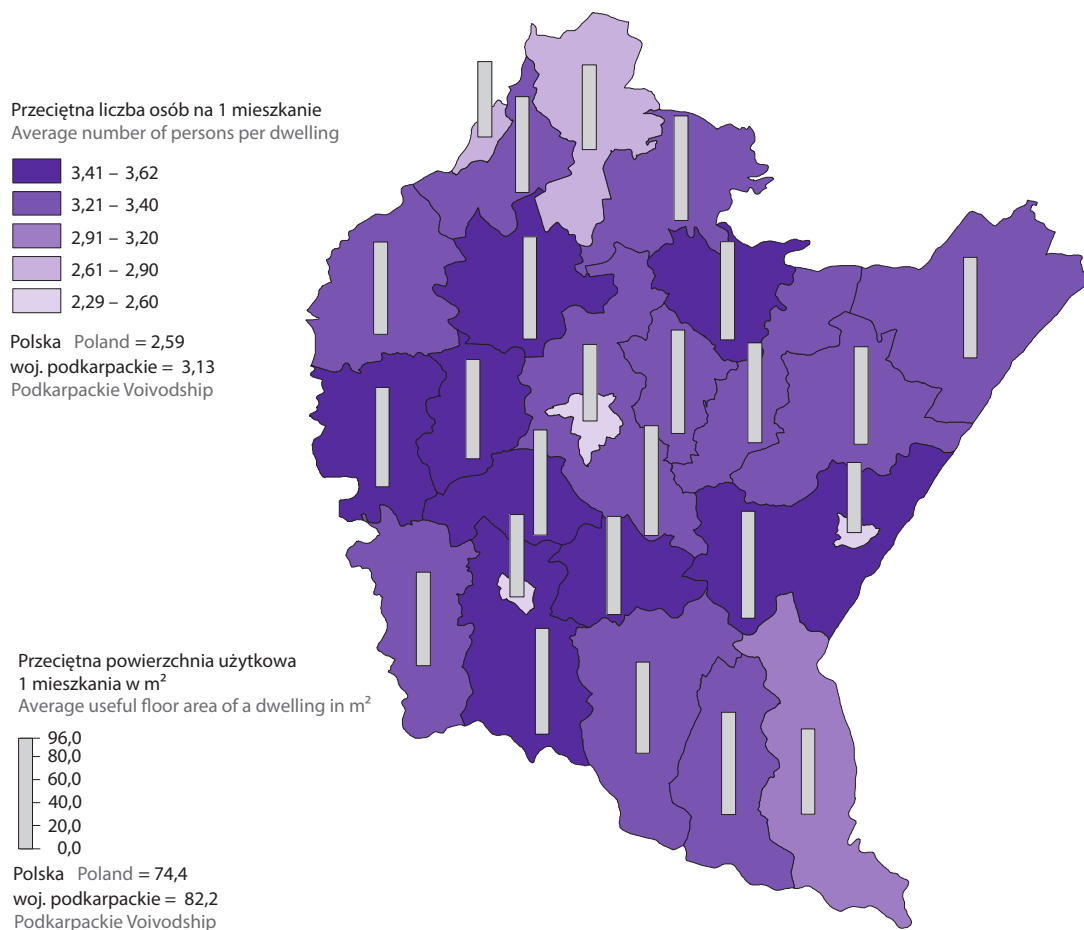 Przeciętna liczba osób na 1 mieszkanie
Average number of persons per dwelling
3,41 – 3,62
3,21 – 3,40
2,91 – 3,20
2,61 – 2,90
2,29 – 2,60
Polska Poland = 2,59
woj. podkarpackie = 3,13
Podkarpackie Voivodship
Przeciętna powierzchnia użytkowa
1 mieszkania w m²
Average useful floor area of a dwelling in m²
96,0
80,0
60,0
40,0
20,0
0,0
Polska Poland = 74,4
woj. podkarpackie = 82,2
Podkarpackie Voivodship